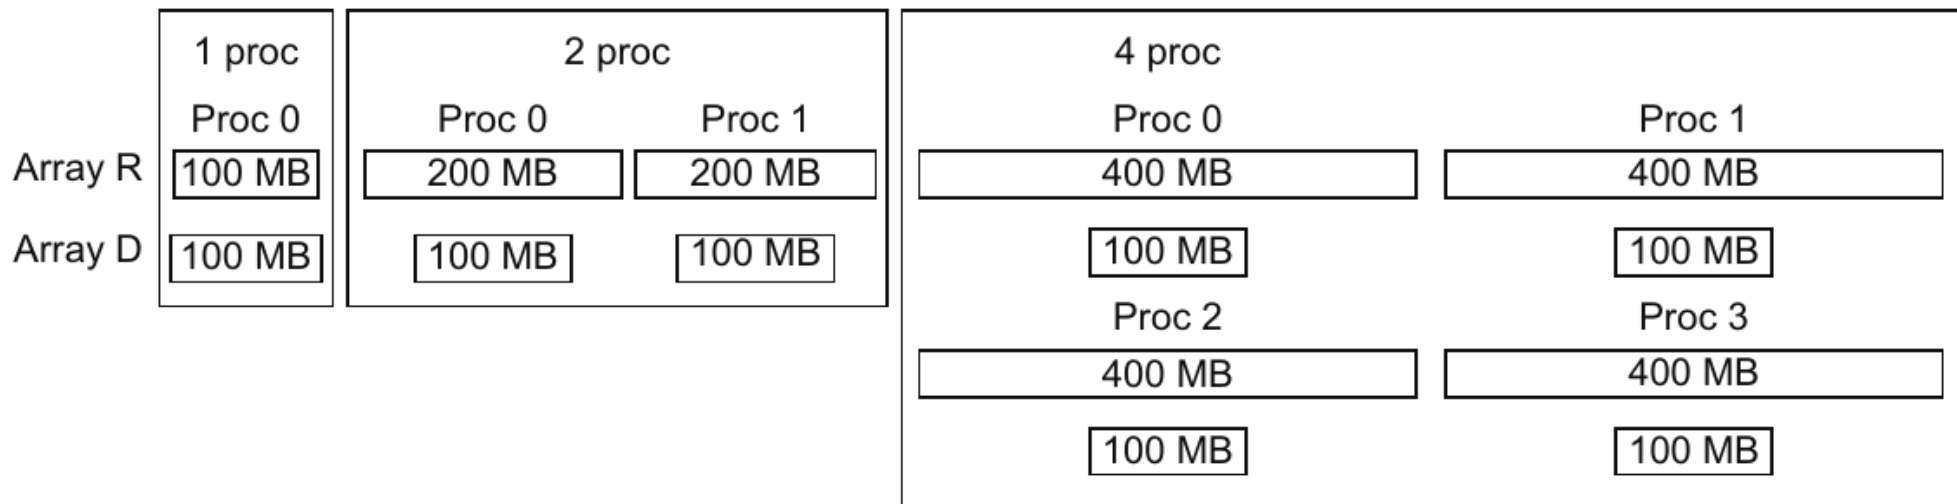 1 proc 2 proc 4 proc
Proc 0 Proc 0 Proc 1 Proc 0 Proc 1
Array R 100 MB 200 MB 200 MB 400 MB 400 MB
Array D 100 MB 100 MB 100 MB 100 MB 100 MB
Proc 2 Proc 3
400 MB 400 MB
100 MB 100 MB